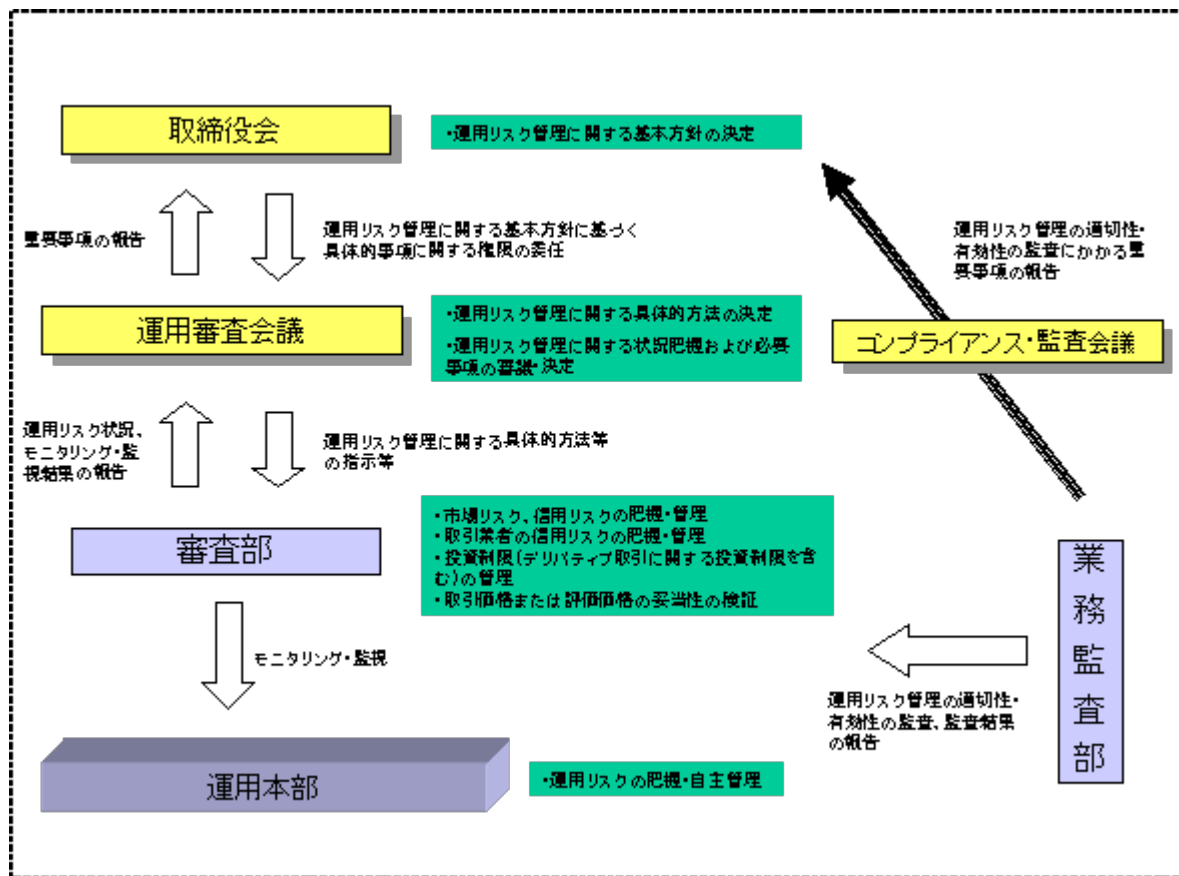 取締役会
・運用リスク管理に関する基本方針の決定
重要事項の報告
運用リスク管理に関する基本方針に基づく
具体的事項に関する権限の委任
運用リスク管理の適切性・
有効性の監査にかかる重
要事項の報告
運用審査会議
・運用リスク管理に関する具体的方法の決定
・運用リスク管理に関する状況把握および必要
事項の審議・決定
コンプライアンス・監査会議
運用リスク状況、
モニタリング・監
視結果の報告
運用リスク管理に関する具体的方法等
の指示等
審査部
・市場リスク、信用リスクの把握・管理
・取引業者の信用リスクの把握・管理
・投資制限(デリバティブ取引に関する投資制限を含
む)の管理
・取引価格または評価価格の妥当性の検証
業務監査部
モニタリング・監視
運用リスク管理の適切性・
有効性の監査、監査結果
の報告
運用本部
・運用リスクの把握・自主管理